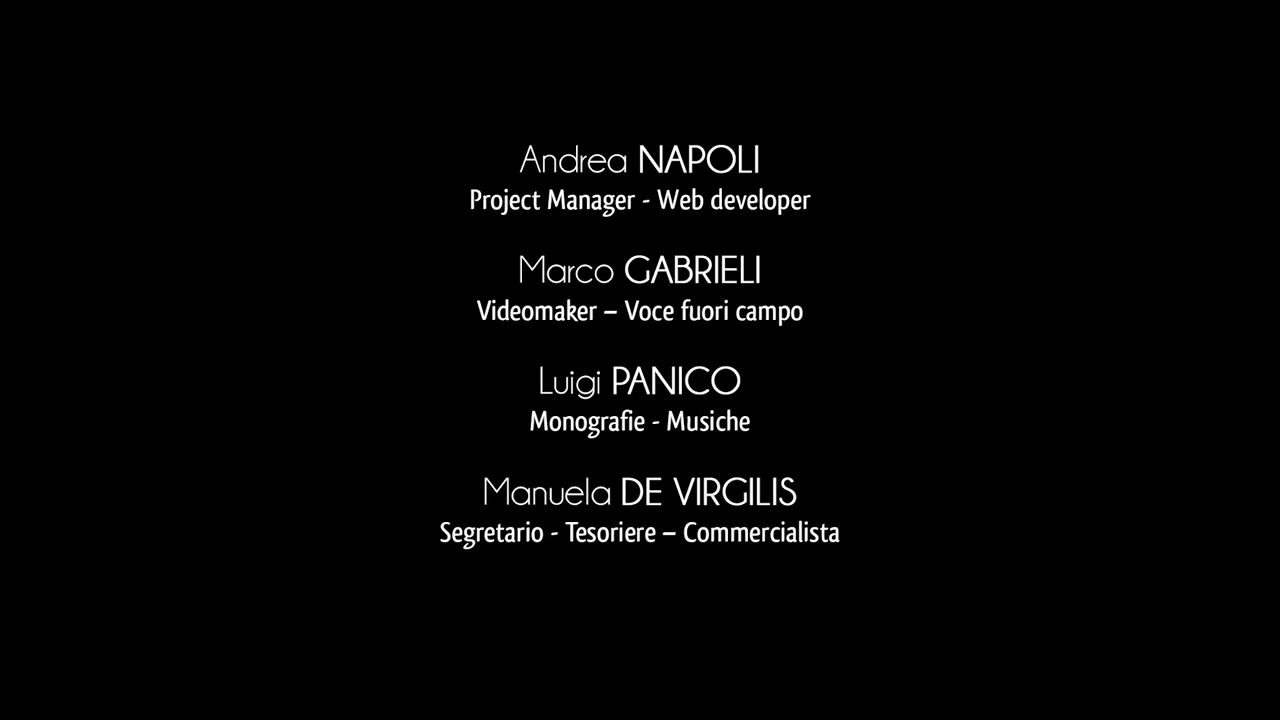 Andrea NAPOLI
Project Manager - Web developer
Marco GABRIELI
Videomaker – Voce fuori campo
Luigi PANICO
Monografie - Musiche
Manuela DE VIRGILIS
Segretario - Tesoriere – Commercialista